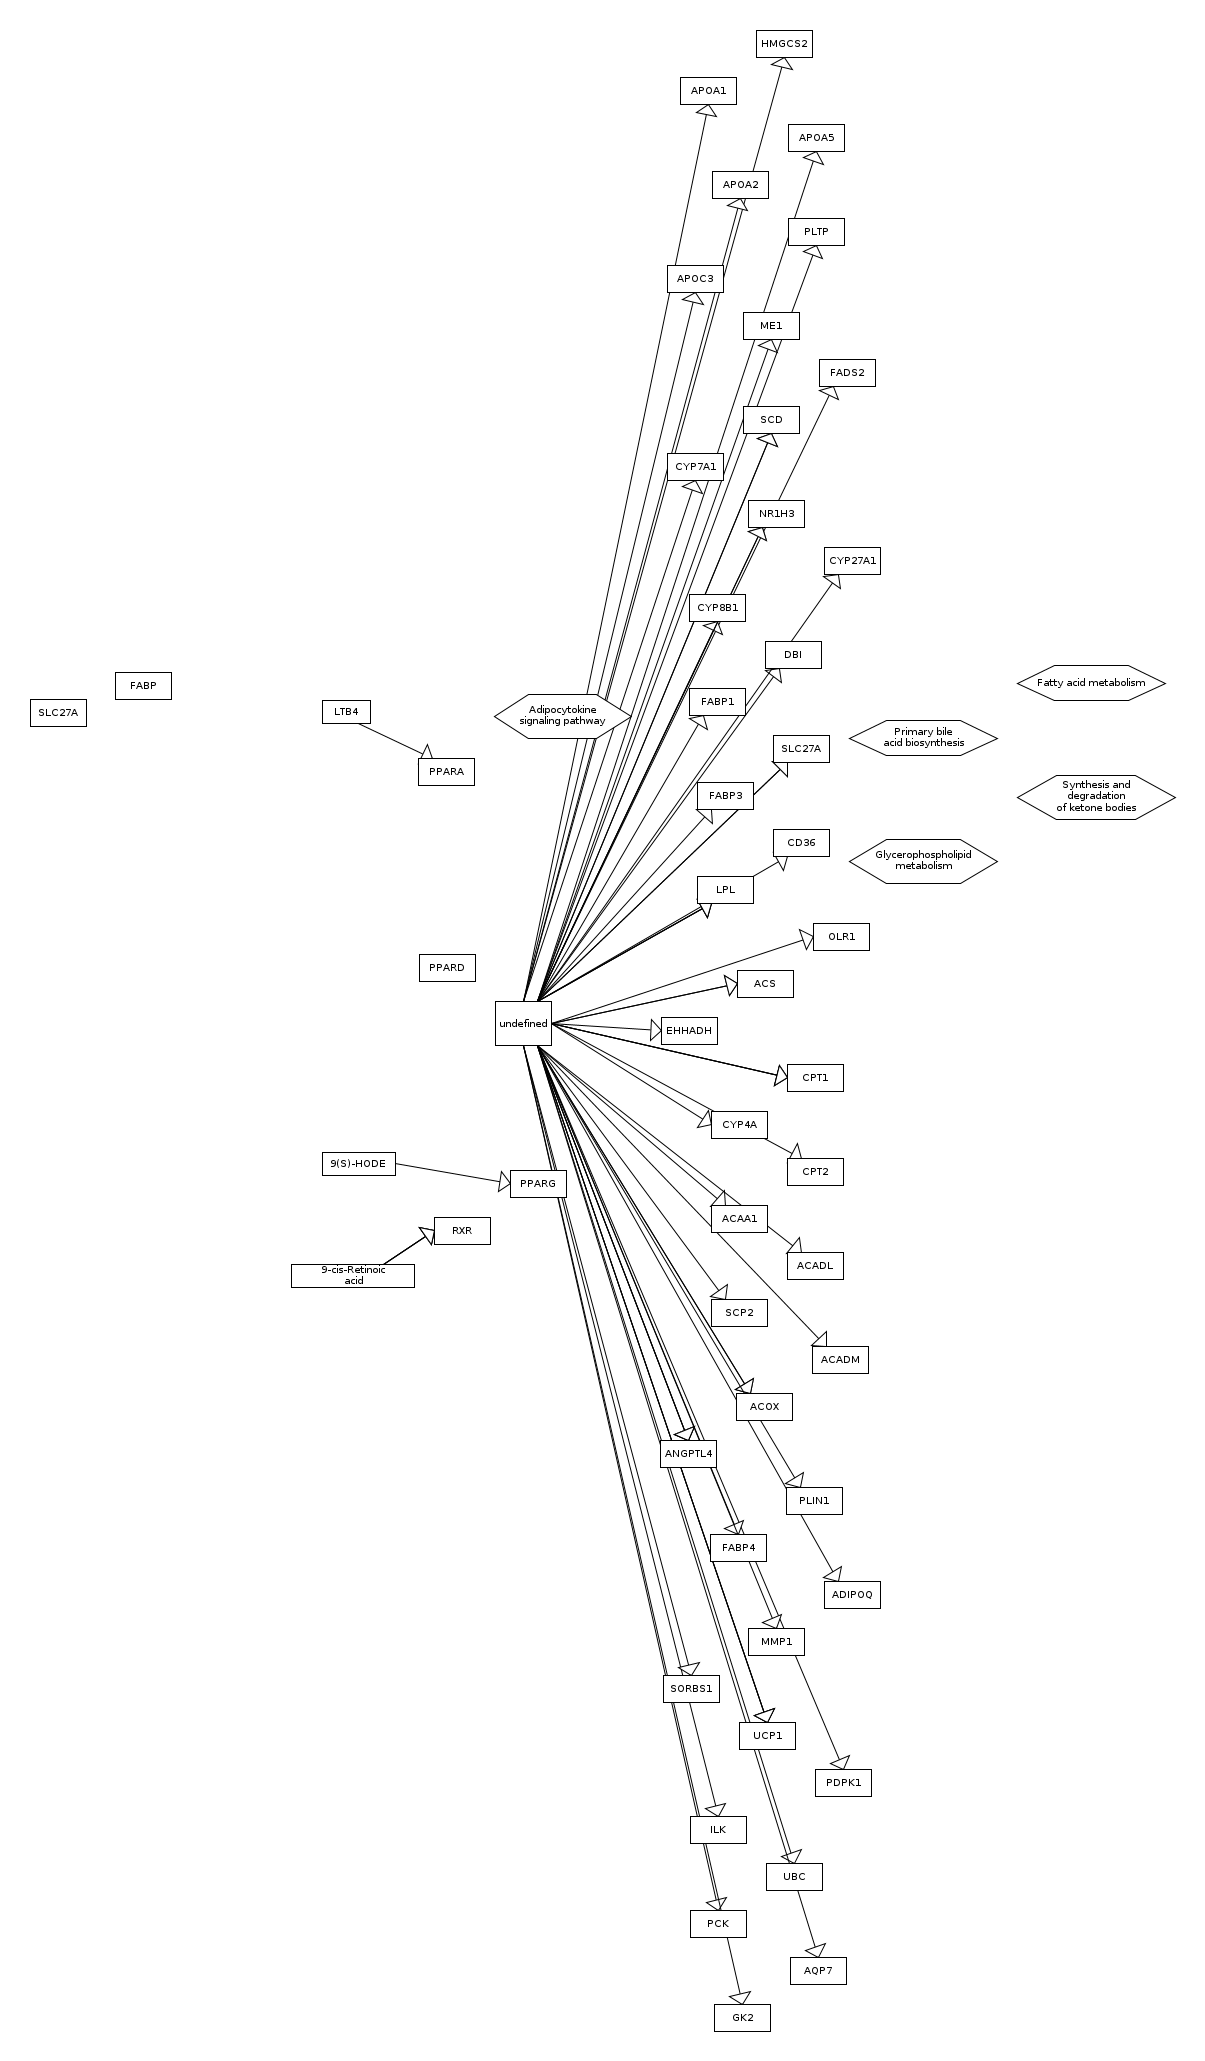 HMGCS2
APOA1
APOA5
APOA2
PLTP
APOC3
ME1
FADS2
SCD
CYP7A1
NR1H3
CYP27A1
CYP8B1
DBI
FABP
SLC27A
LTB4
PPARA
Adipocytokine
signaling pathway
FABP1
SLC27A
Fatty acid metabolism
Primary bile
acid biosynthesis
Synthesis and
degradation
of ketone bodies
Glycerophospholipid
metabolism
FABP3
CD36
LPL
OLR1
PPARD
ACS
undefined
EHHADH
CPT1
CYP4A
CPT2
9(S)-HODE
PPARG
RXR
9-cis-Retinoic
acid
ACAA1
ACADL
SCP2
ACADM
ACOX
ANGPTL4
PLIN1
FABP4
ADIPOQ
MMP1
SORBS1
UCP1
PDPK1
ILK
UBC
PCK
AQP7
GK2